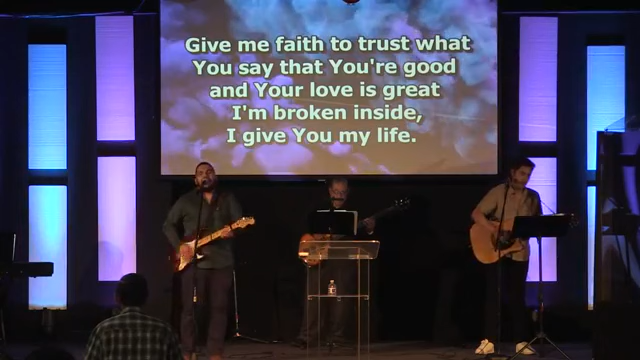 Give me faith to trust what
You say that You're good
and Your love is great
I'm broken inside,
I give You my life.